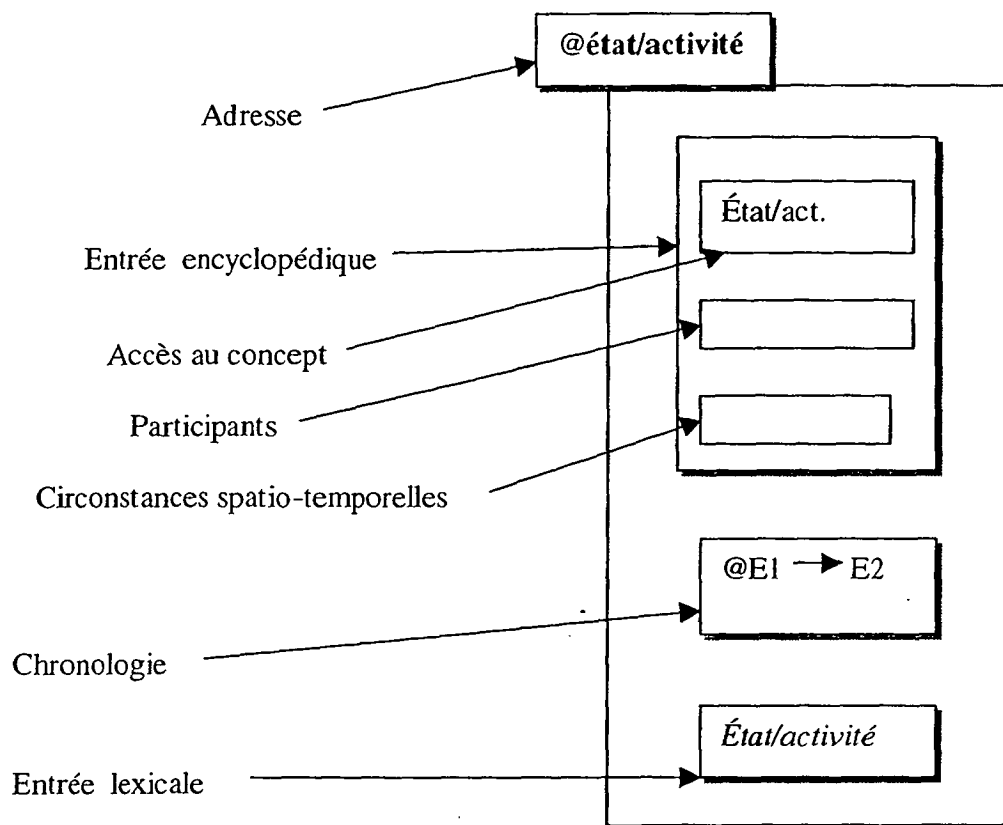 @état/activité
Adresse
État/act.
Entrée encyclopédique
Accès au concept
Participants
Circonstances spatio-temporelles
@E1 → E2
Chronologie
État/activité
Entrée lexicale